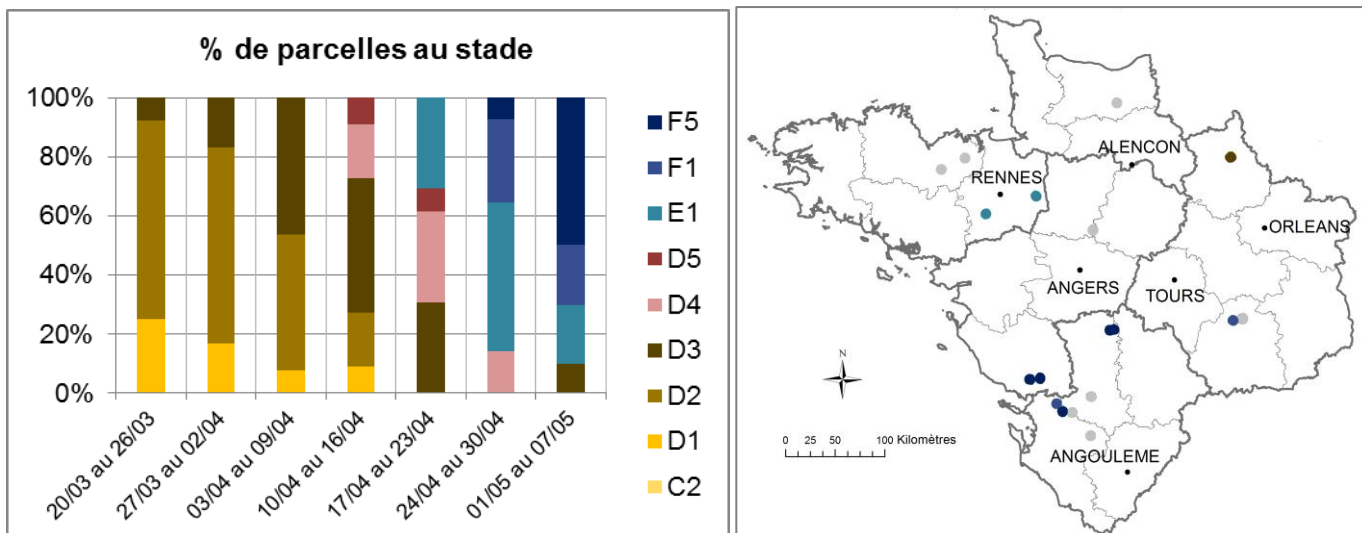 % de parcelles au stade
100%
80%
60%
40%
20%
0%
20/03 au 26/03
27/03 au 02/04
03/04 au 09/04
10/04 au 16/04
17/04 au 23/04
24/04 au 30/04
01/05 au 07/05
F5
F1
E1
D5
D4
D3
D2
D1
C2
ALENCON
RENNES
ORLEANS
ANGERS
TOURS
N
0 25 50 100 Kilomètres
ANGOULEME